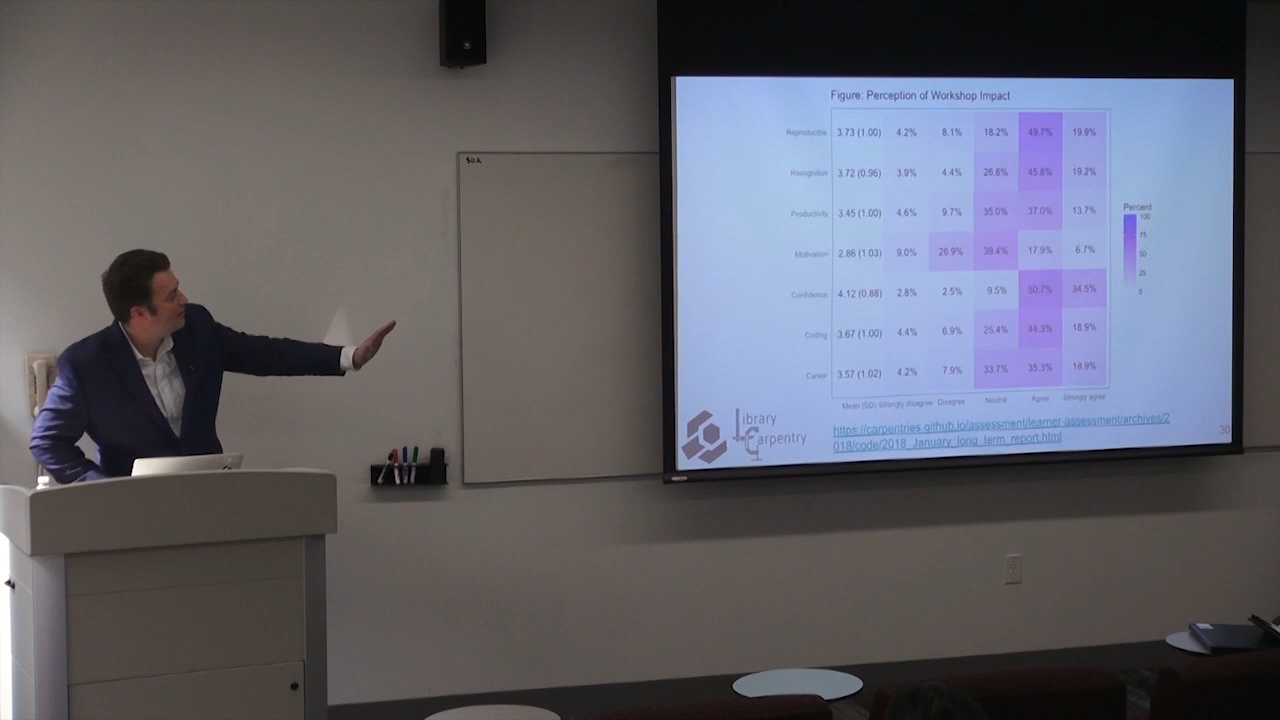 Figure: Perception of Workshop Impact
Reproducible 3.73 (1.00) 4.2% 8.1% 18.2% 49.7% 19.9%
Recognition 3.72 (0.96) 3.9% 4.4% 26.6% 45.8% 19.2%
Productivity 3.45 (1.00) 4.6% 9.7% 35.0% 37.0% 13.7%
Motivation 2.86 (1.03) 9.0% 26.9% 39.4% 17.9% 6.7%
Confidence 4.12 (0.88) 2.8% 2.5% 9.5% 50.7% 34.5%
Coding 3.67 (1.00) 4.4% 6.9% 25.4% 44.3% 18.9%
Career 3.57 (1.02) 4.2% 7.9% 33.7% 35.3% 18.9%
Mean (SD) Strongly disagree Disagree Neutral Agree Strongly agree
Percent
100
75
50
25
0
Library
Carpentry
https://carpentries.github.io/assessment/learner-assessment/archives/2
018/code/2018_January_long_term_report.html
30